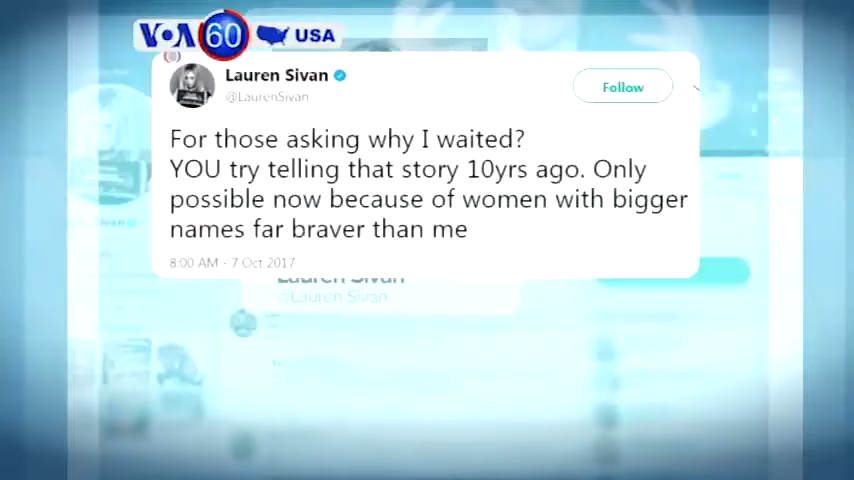 VOA 60 USA
Lauren Sivan
@LaurenSivan
Follow
For those asking why I waited?
YOU try telling that story 10yrs ago. Only
possible now because of women with bigger
names far braver than me
8:00 AM - 7 Oct 2017
Lauren Sivan
@Lauren Sivan